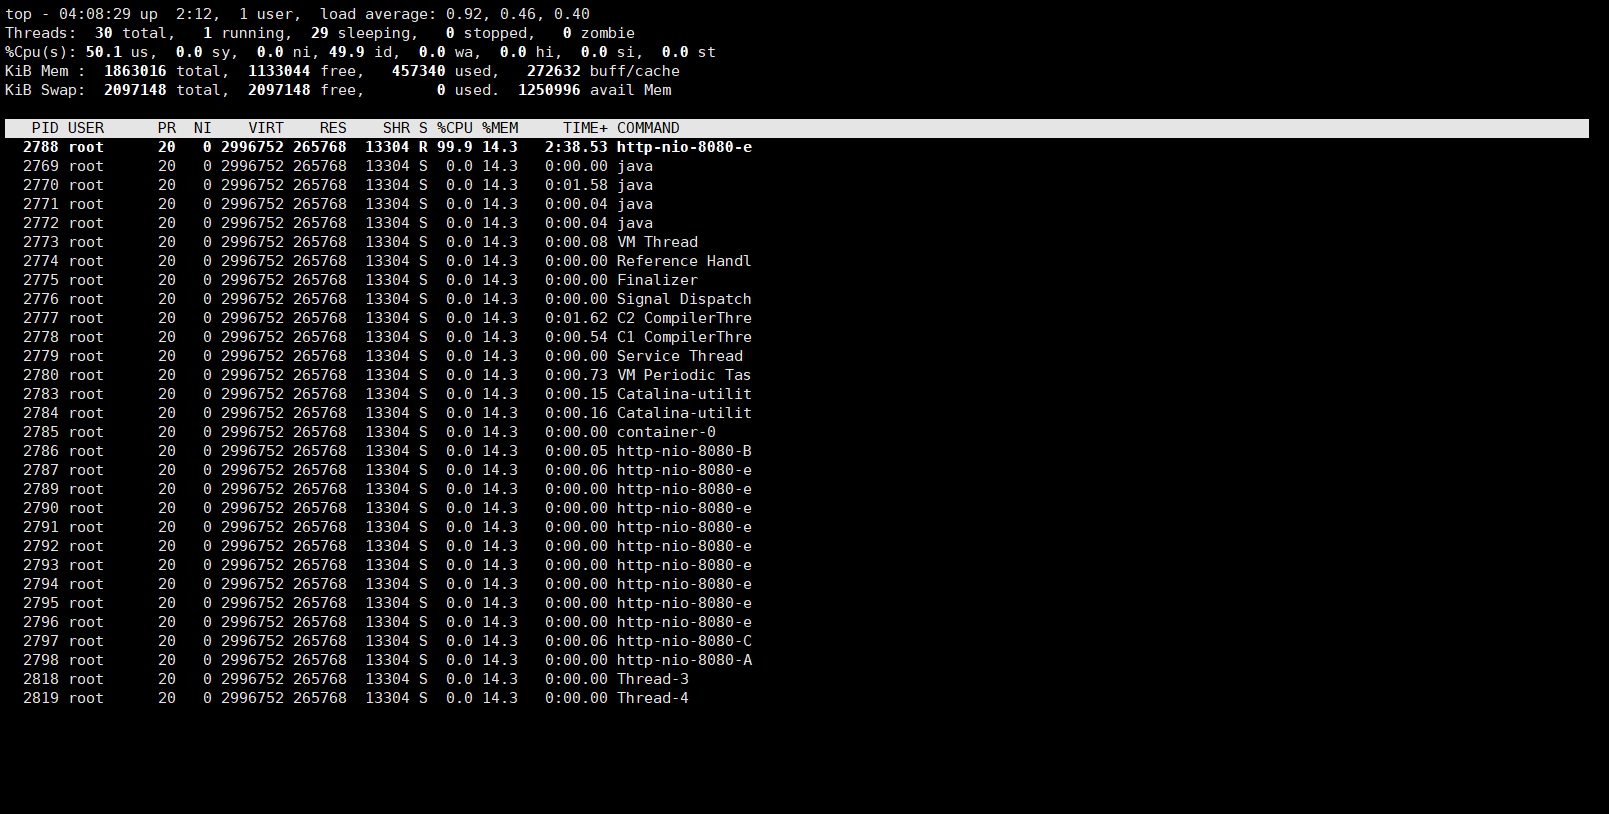 top - 04:08:29 up  2:12,  1 user,  load average: 0.92, 0.46, 0.40
Threads:  30 total,   1 running,  29 sleeping,   0 stopped,   0 zombie
%Cpu(s): 50.1 us,  0.0 sy,  0.0 ni, 49.9 id,  0.0 wa,  0.0 hi,  0.0 si,  0.0 st
KiB Mem :  1863016 total,  1133044 free,   457340 used,   272632 buff/cache
KiB Swap:  2097148 total,  2097148 free,        0 used.  1250996 avail Mem
   PID USER      PR  NI    VIRT    RES    SHR S %CPU %MEM     TIME+ COMMAND
  2788 root      20   0 2996752 265768  13304 R 99.9 14.3   2:38.53 http-nio-8080-e
  2769 root      20   0 2996752 265768  13304 S  0.0 14.3   0:00.00 java
  2770 root      20   0 2996752 265768  13304 S  0.0 14.3   0:01.58 java
  2771 root      20   0 2996752 265768  13304 S  0.0 14.3   0:00.04 java
  2772 root      20   0 2996752 265768  13304 S  0.0 14.3   0:00.04 java
  2773 root      20   0 2996752 265768  13304 S  0.0 14.3   0:00.08 VM Thread
  2774 root      20   0 2996752 265768  13304 S  0.0 14.3   0:00.00 Reference Handl
  2775 root      20   0 2996752 265768  13304 S  0.0 14.3   0:00.00 Finalizer
  2776 root      20   0 2996752 265768  13304 S  0.0 14.3   0:00.00 Signal Dispatch
  2777 root      20   0 2996752 265768  13304 S  0.0 14.3   0:01.62 C2 CompilerThre
  2778 root      20   0 2996752 265768  13304 S  0.0 14.3   0:00.54 C1 CompilerThre
  2779 root      20   0 2996752 265768  13304 S  0.0 14.3   0:00.00 Service Thread
  2780 root      20   0 2996752 265768  13304 S  0.0 14.3   0:00.73 VM Periodic Tas
  2783 root      20   0 2996752 265768  13304 S  0.0 14.3   0:00.15 Catalina-utilit
  2784 root      20   0 2996752 265768  13304 S  0.0 14.3   0:00.16 Catalina-utilit
  2785 root      20   0 2996752 265768  13304 S  0.0 14.3   0:00.00 container-0
  2786 root      20   0 2996752 265768  13304 S  0.0 14.3   0:00.05 http-nio-8080-B
  2787 root      20   0 2996752 265768  13304 S  0.0 14.3   0:00.06 http-nio-8080-e
  2789 root      20   0 2996752 265768  13304 S  0.0 14.3   0:00.00 http-nio-8080-e
  2790 root      20   0 2996752 265768  13304 S  0.0 14.3   0:00.00 http-nio-8080-e
  2791 root      20   0 2996752 265768  13304 S  0.0 14.3   0:00.00 http-nio-8080-e
  2792 root      20   0 2996752 265768  13304 S  0.0 14.3   0:00.00 http-nio-8080-e
  2793 root      20   0 2996752 265768  13304 S  0.0 14.3   0:00.00 http-nio-8080-e
  2794 root      20   0 2996752 265768  13304 S  0.0 14.3   0:00.00 http-nio-8080-e
  2795 root      20   0 2996752 265768  13304 S  0.0 14.3   0:00.00 http-nio-8080-e
  2796 root      20   0 2996752 265768  13304 S  0.0 14.3   0:00.00 http-nio-8080-e
  2797 root      20   0 2996752 265768  13304 S  0.0 14.3   0:00.06 http-nio-8080-C
  2798 root      20   0 2996752 265768  13304 S  0.0 14.3   0:00.00 http-nio-8080-A
  2818 root      20   0 2996752 265768  13304 S  0.0 14.3   0:00.00 Thread-3
  2819 root      20   0 2996752 265768  13304 S  0.0 14.3   0:00.00 Thread-4